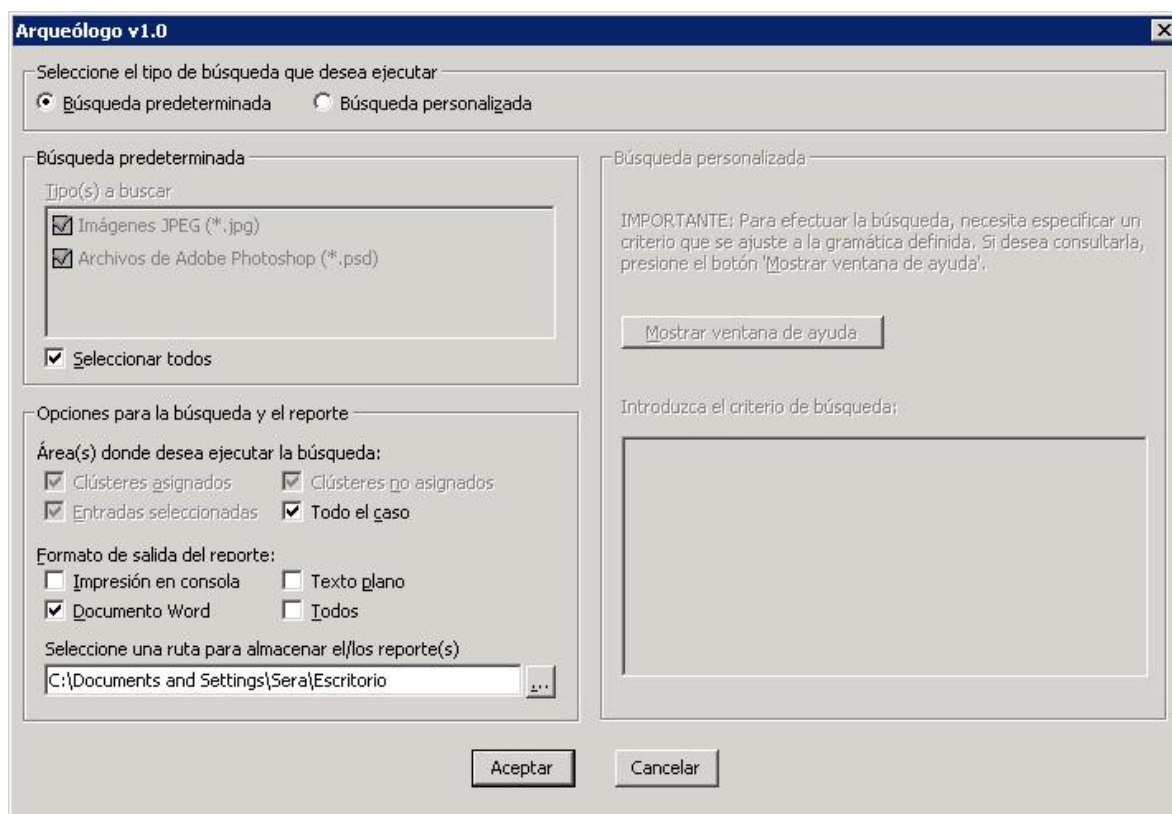 Arqueólogo v1.0
Seleccione el tipo de búsqueda que desea ejecutar
Búsqueda predeterminada Búsqueda personalizada
Búsqueda predeterminada
Tipo(s) a buscar
Imágenes JPEG (*.jpg)
Archivos de Adobe Photoshop (*.psd)
Seleccionar todos
Opciones para la búsqueda y el reporte
Área(s) donde desea ejecutar la búsqueda:
Clústeres asignados Clústeres no asignados
Entradas seleccionadas Todo el caso
Formato de salida del reporte:
Impresión en consola Texto plano
Documento Word Todos
Seleccione una ruta para almacenar el/los reporte(s)
C:\Documents and Settings\Sera\Escritorio ...
Búsqueda personalizada
IMPORTANTE: Para efectuar la búsqueda, necesita especificar un
criterio que se ajuste a la gramática definida. Si desea consultarla,
presione el botón 'Mostrar ventana de ayuda'.
Mostrar ventana de ayuda
Introduzca el criterio de búsqueda:
Aceptar Cancelar